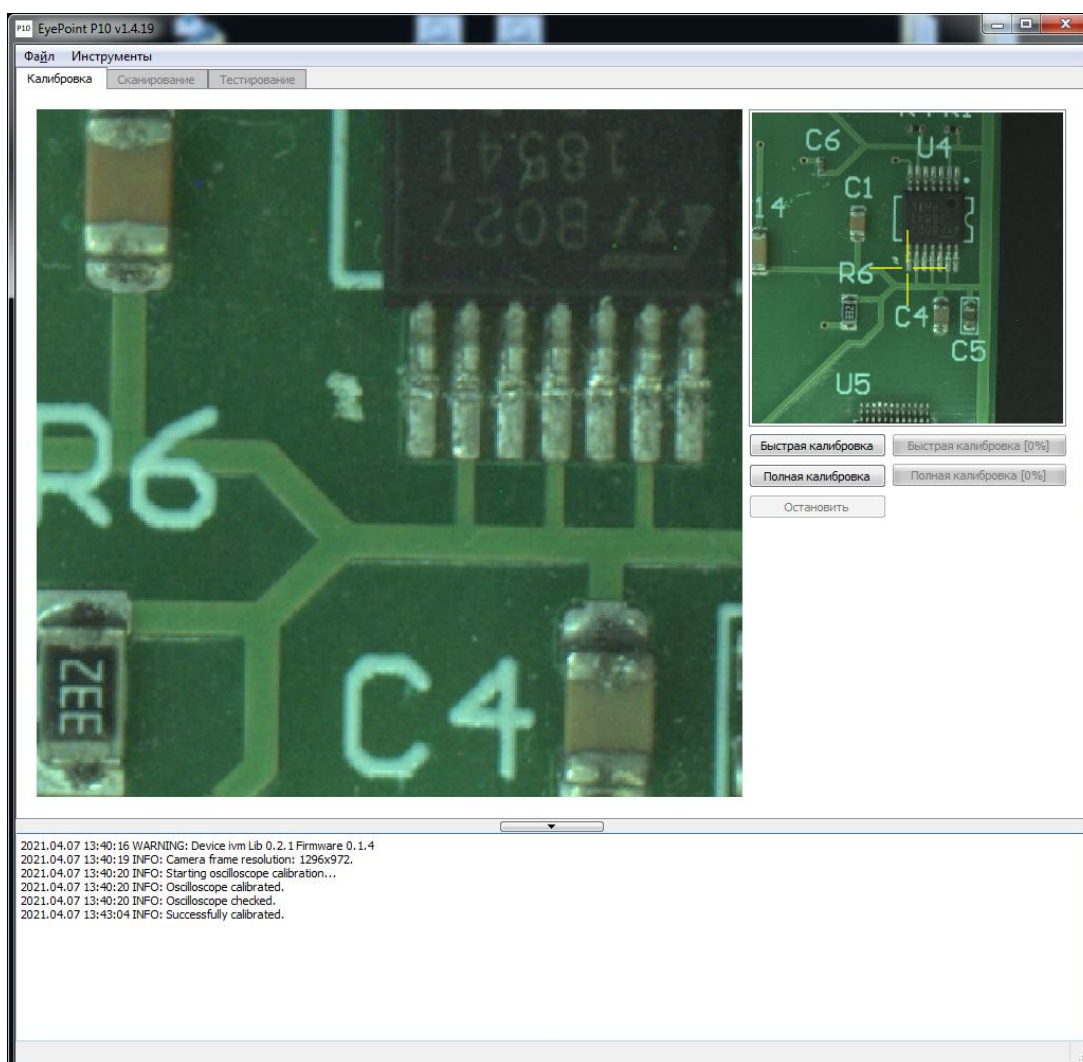 P10 EyePoint P10 v1.4.19
Файл Инструменты
Калибровка Сканирование Тестирование
1854I
B027
R6
C4
ZEE
C6
U4
C1
14
R6
C4
C5
U5
Быстрая калибровка Быстрая калибровка [0%]
Полная калибровка Полная калибровка [0%]
Остановить
2021.04.07 13:40:16 WARNING: Device ivm Lib 0.2.1 Firmware 0.1.4
2021.04.07 13:40:19 INFO: Camera frame resolution: 1296x972.
2021.04.07 13:40:20 INFO: Starting oscilloscope calibration...
2021.04.07 13:40:20 INFO: Oscilloscope calibrated.
2021.04.07 13:40:20 INFO: Oscilloscope checked.
2021.04.07 13:43:04 INFO: Successfully calibrated.